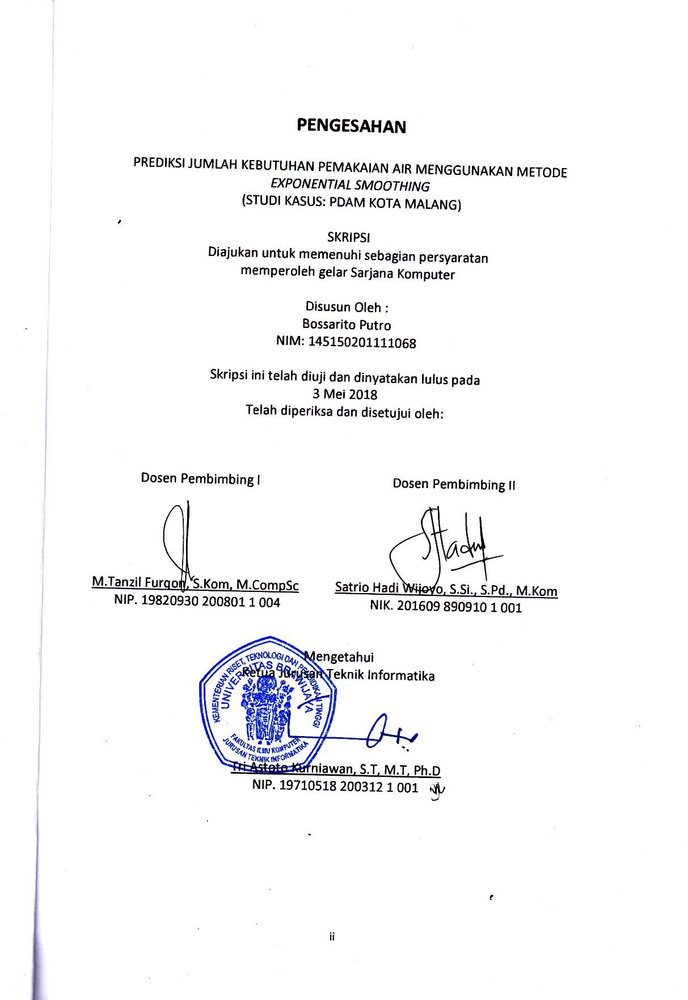 PENGESAHAN
PREDIKSI JUMLAH KEBUTUHAN PEMAKAIAN AIR MENGGUNAKAN METODE
EXPONENTIAL SMOOTHING
(STUDI KASUS: PDAM KOTA MALANG)
SKRIPSI
Diajukan untuk memenuhi sebagian persyaratan
memperoleh gelar Sarjana Komputer
Disusun Oleh :
Bossarito Putro
NIM: 145150201111068
Skripsi ini telah diuji dan dinyatakan lulus pada
3 Mei 2018
Telah diperiksa dan disetujui oleh:
Dosen Pembimbing I
M.Tanzil Furqon, S.Kom, M.CompSc
NIP. 19820930 200801 1 004
Dosen Pembimbing II
Satrio Hadi Wijoyo, S.Si., S.Pd., M.Kom
NIK. 201609 890910 1 001
Mengetahui
Ketua Jurusan Teknik Informatika
KEMENTERIAN RISET, TEKNOLOGI DAN PENDIDIKAN TINGGI
UNIVERSITAS BRAWIJAYA
FAKULTAS ILMU KOMPUTER
JURUSAN TEKNIK INFORMATIKA
Tri Astoto Kurniawan, S.T, M.T, Ph.D
NIP. 19710518 200312 1 001
ii